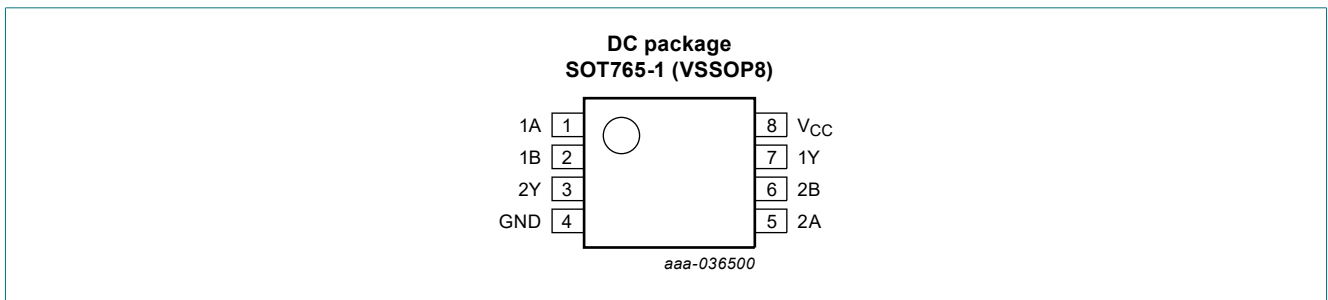 DC package
SOT765-1 (VSSOP8)
1A 1 8 VCC
1B 2 7 1Y
2Y 3 6 2B
GND 4 5 2A
aaa-036500